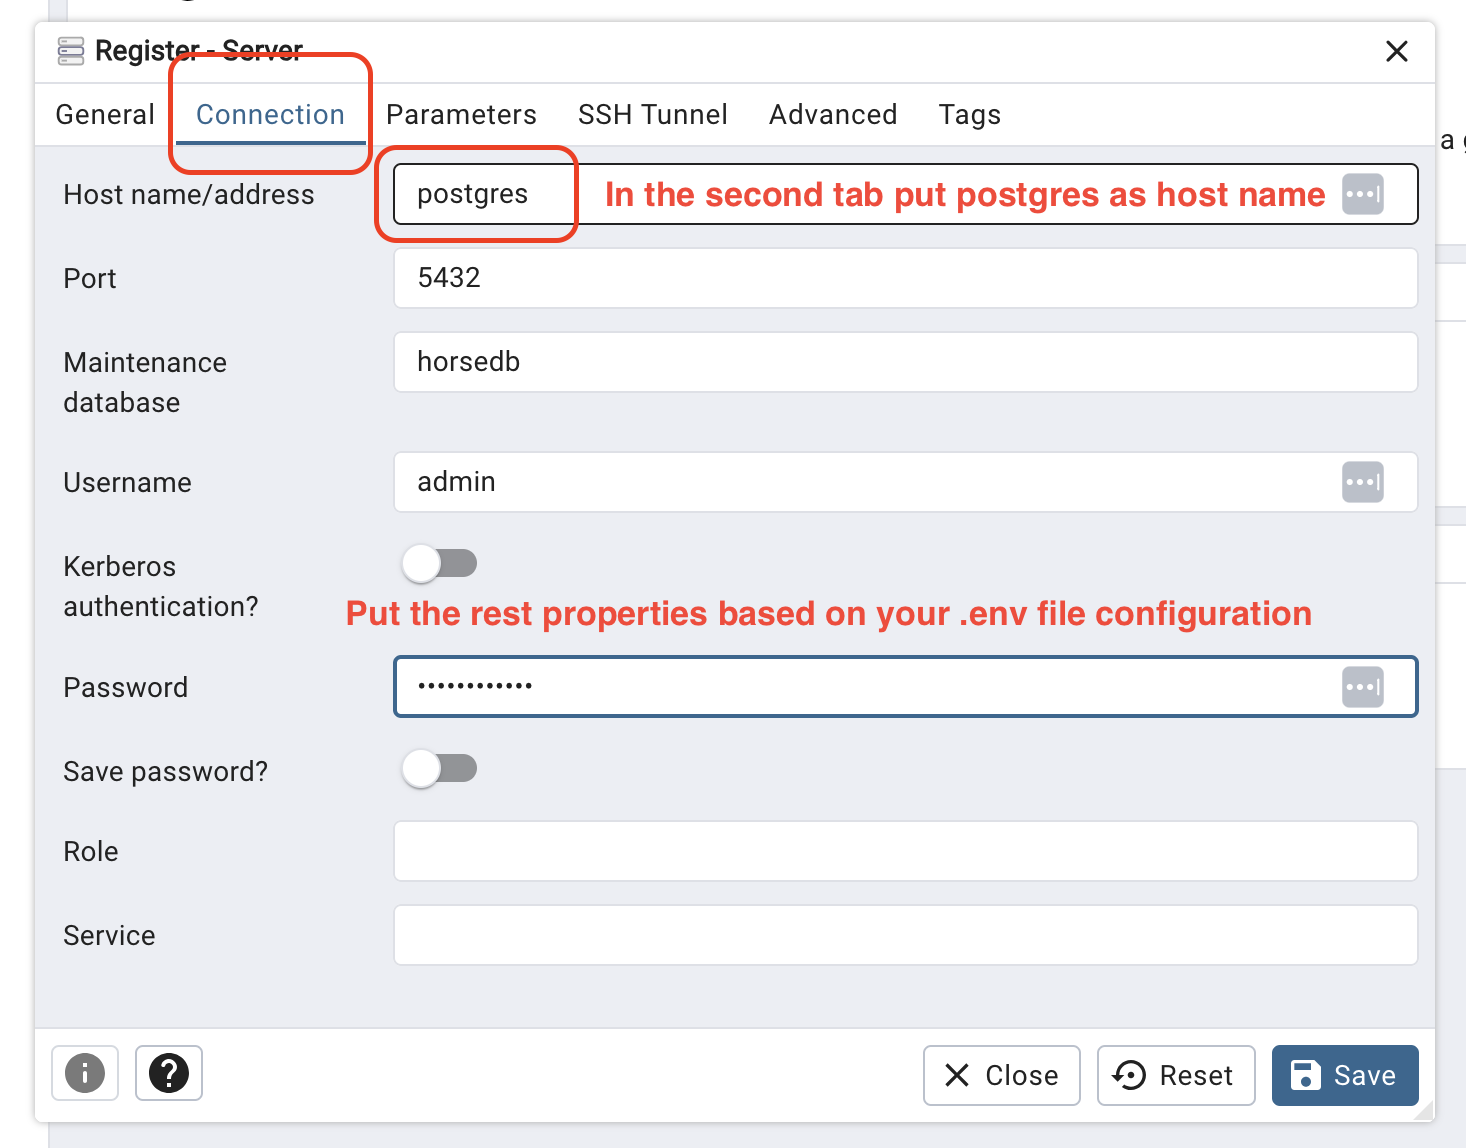 Register - Server
General Connection Parameters SSH Tunnel Advanced Tags
Host name/address postgres In the second tab put postgres as host name
Port 5432
Maintenance database horsedb
Username admin
Kerberos authentication?
Put the rest properties based on your .env file configuration
Password ••••••••••••
Save password?
Role
Service
Close Reset Save
a